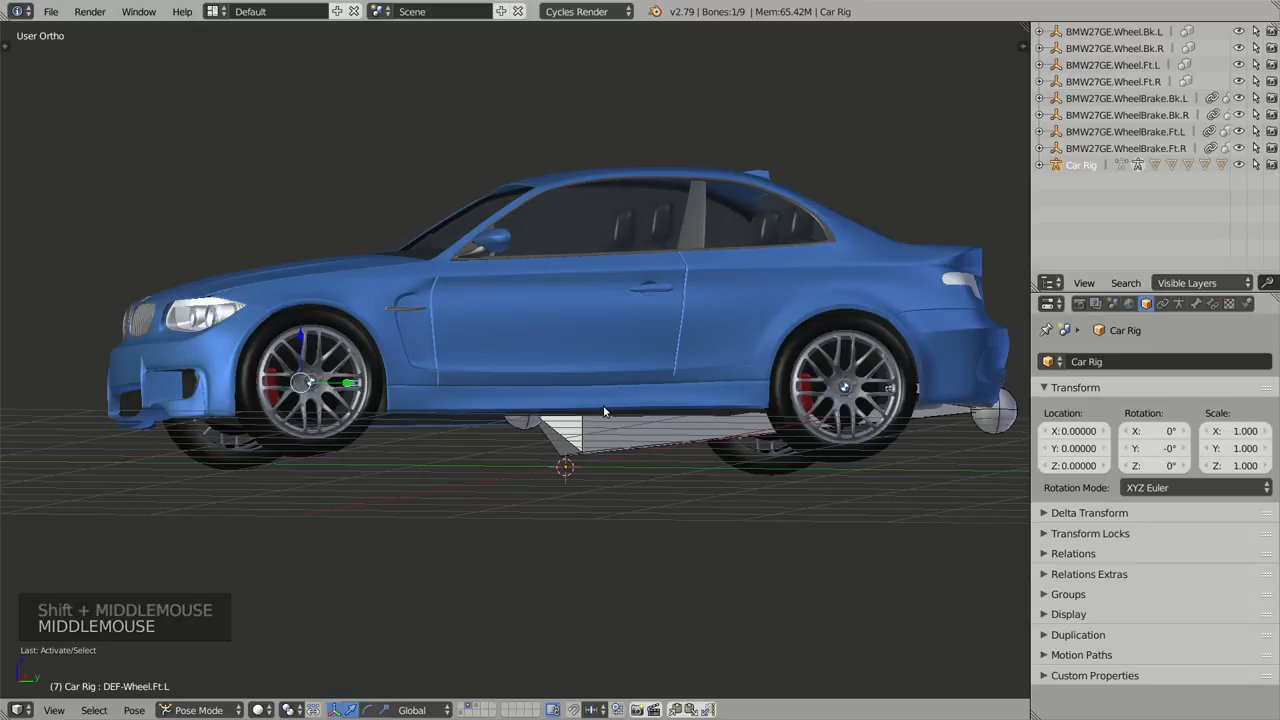 File Render Window Help Default Scene Cycles Render v2.79 | Bones:1/9 | Mem:65.42M | Car Rig
User Ortho
BMW27GE.Wheel.Bk.L
BMW27GE.Wheel.Bk.R
BMW27GE.Wheel.Ft.L
BMW27GE.Wheel.Ft.R
BMW27GE.WheelBrake.Bk.L
BMW27GE.WheelBrake.Bk.R
BMW27GE.WheelBrake.Ft.L
BMW27GE.WheelBrake.Ft.R
Car Rig
View Search Visible Layers
Car Rig
Car Rig
Transform
Location: Rotation: Scale:
X: 0.00000 X: 0° X: 1.000
Y: 0.00000 Y: -0° Y: 1.000
Z: 0.00000 Z: 0° Z: 1.000
Rotation Mode: XYZ Euler
Delta Transform
Transform Locks
Relations
Relations Extras
Groups
Display
Duplication
Motion Paths
Custom Properties
Shift + MIDDLEMOUSE
MIDDLEMOUSE
Last: Activate/Select
y
(7) Car Rig : DEF-Wheel.Ft.L
View Select Pose Pose Mode Global